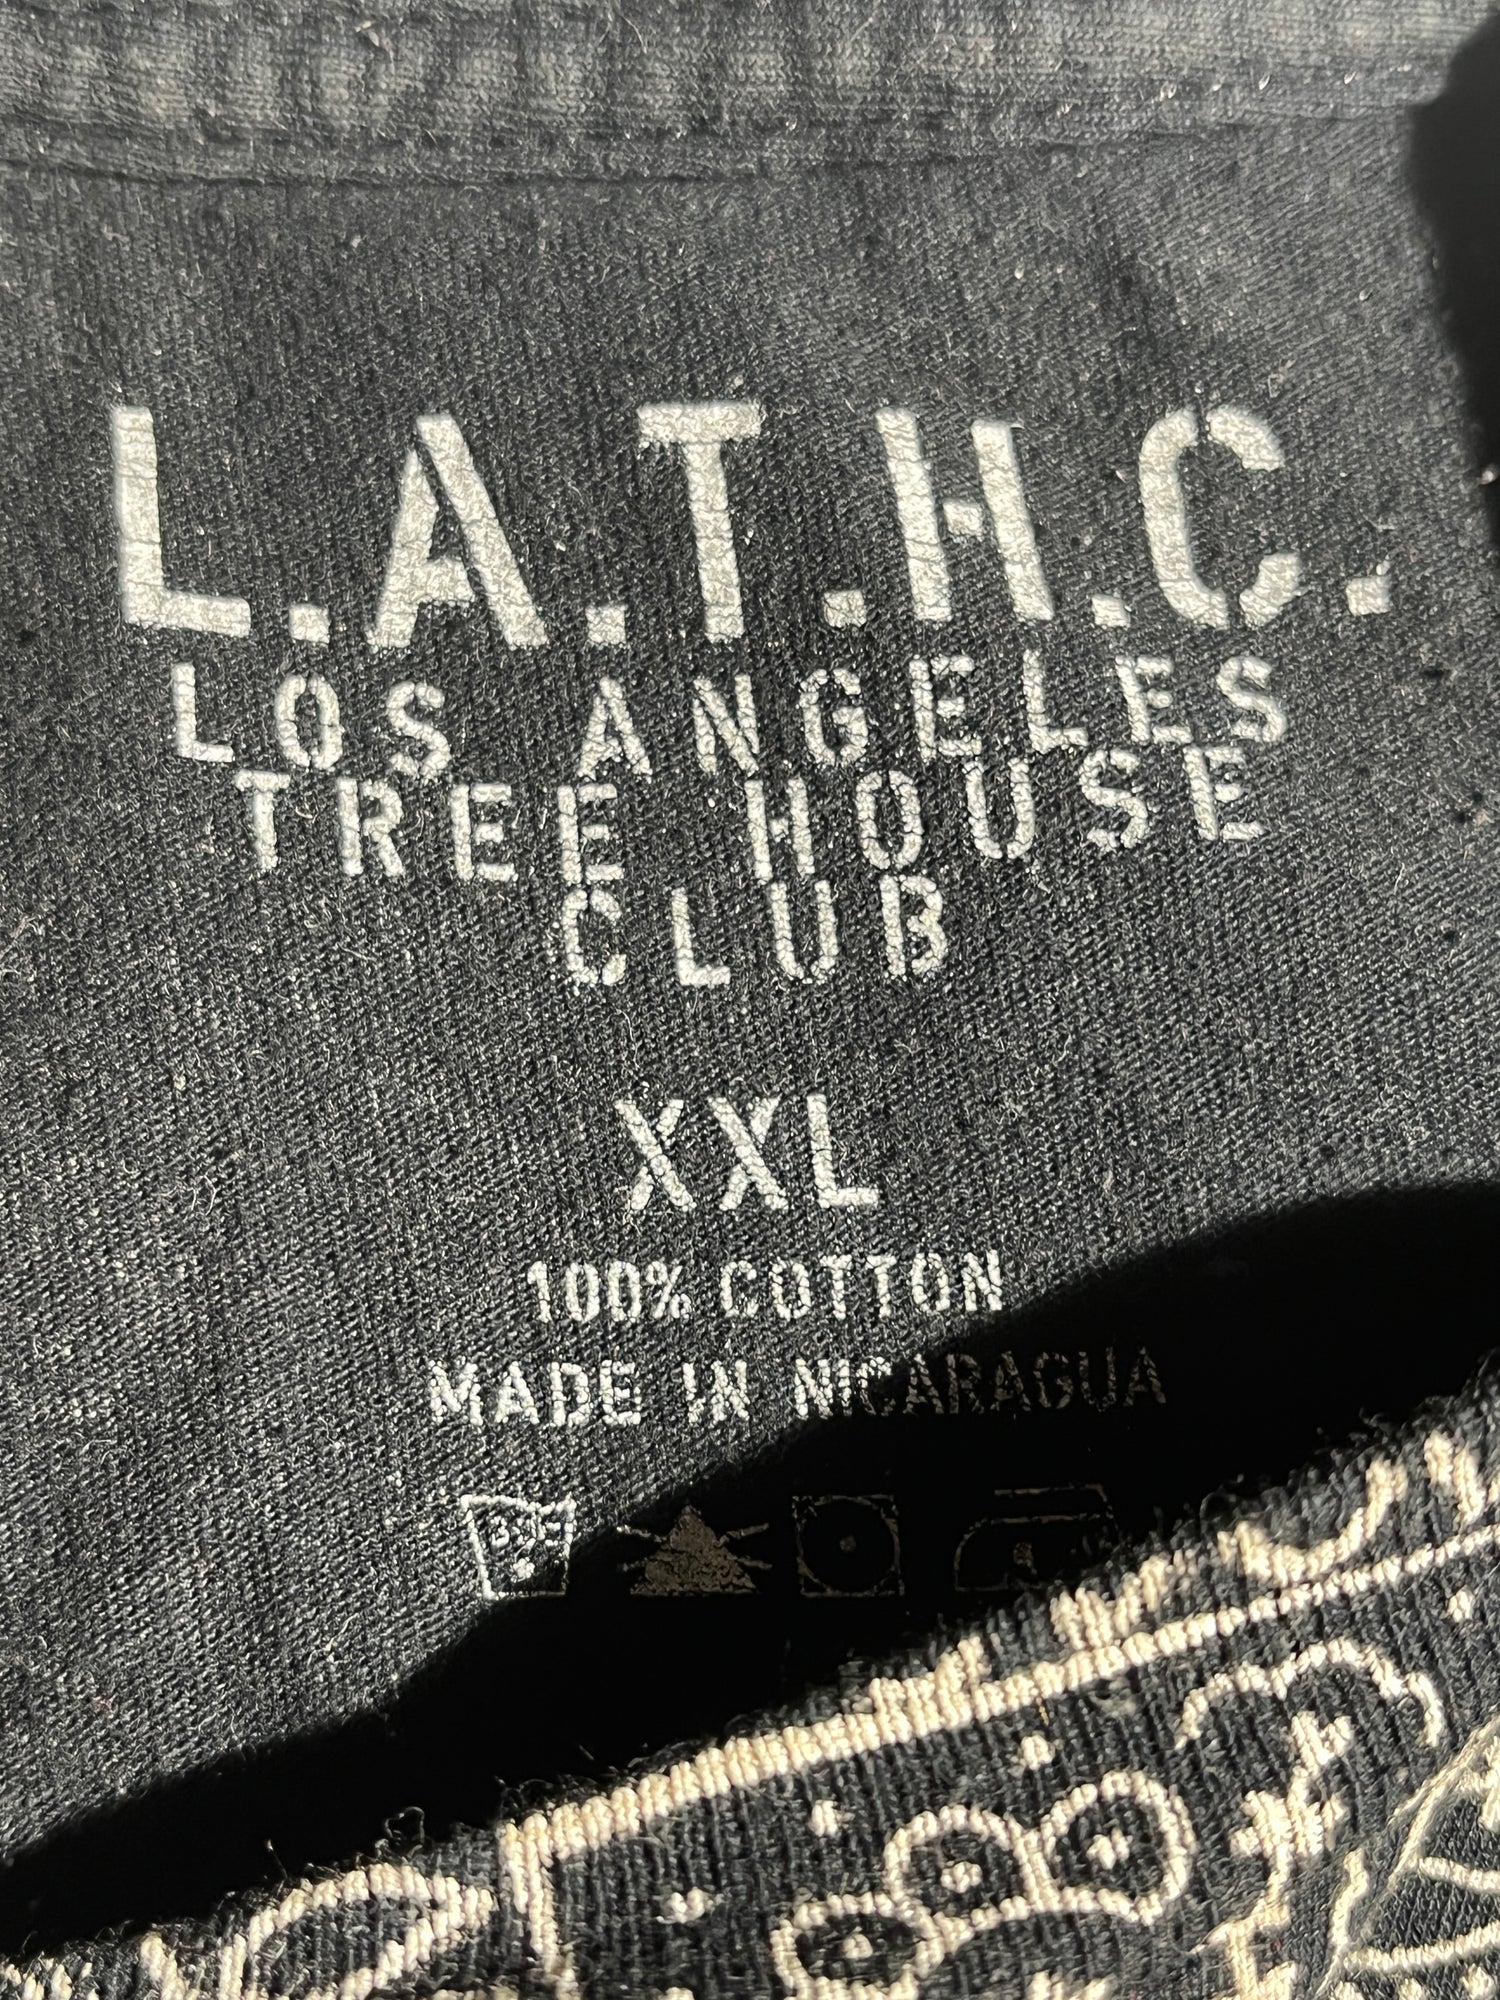 L.A.T.H.C.
LOS ANGELES
TREE HOUSE
CLUB
XXL
100% COTTON
MADE IN NICARAGUA